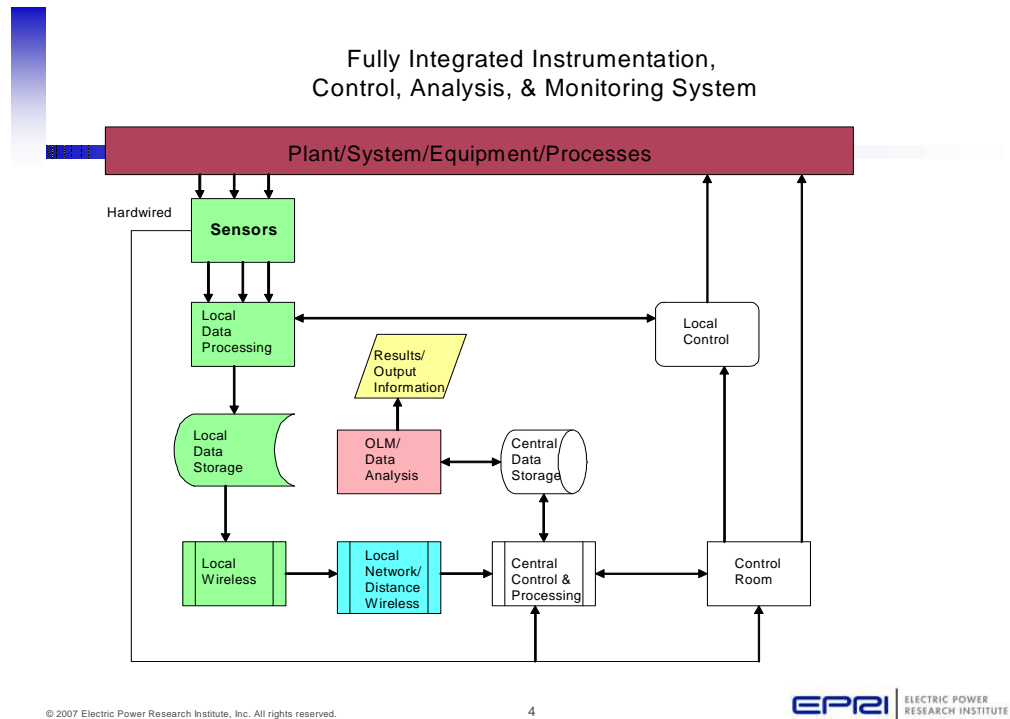 Fully Integrated Instrumentation,
Control, Analysis, & Monitoring System
Plant/System/Equipment/Processes
Hardwired
Sensors
Local
Data
Processing
Local
Control
Results/
Output
Information
Local
Data
Storage
OLM/
Data
Analysis
Central
Data
Storage
Local
Wireless
Local
Network/
Distance
Wireless
Central
Control &
Processing
Control
Room
© 2007 Electric Power Research Institute, Inc. All rights reserved.
4
EPRI
ELECTRIC POWER
RESEARCH INSTITUTE